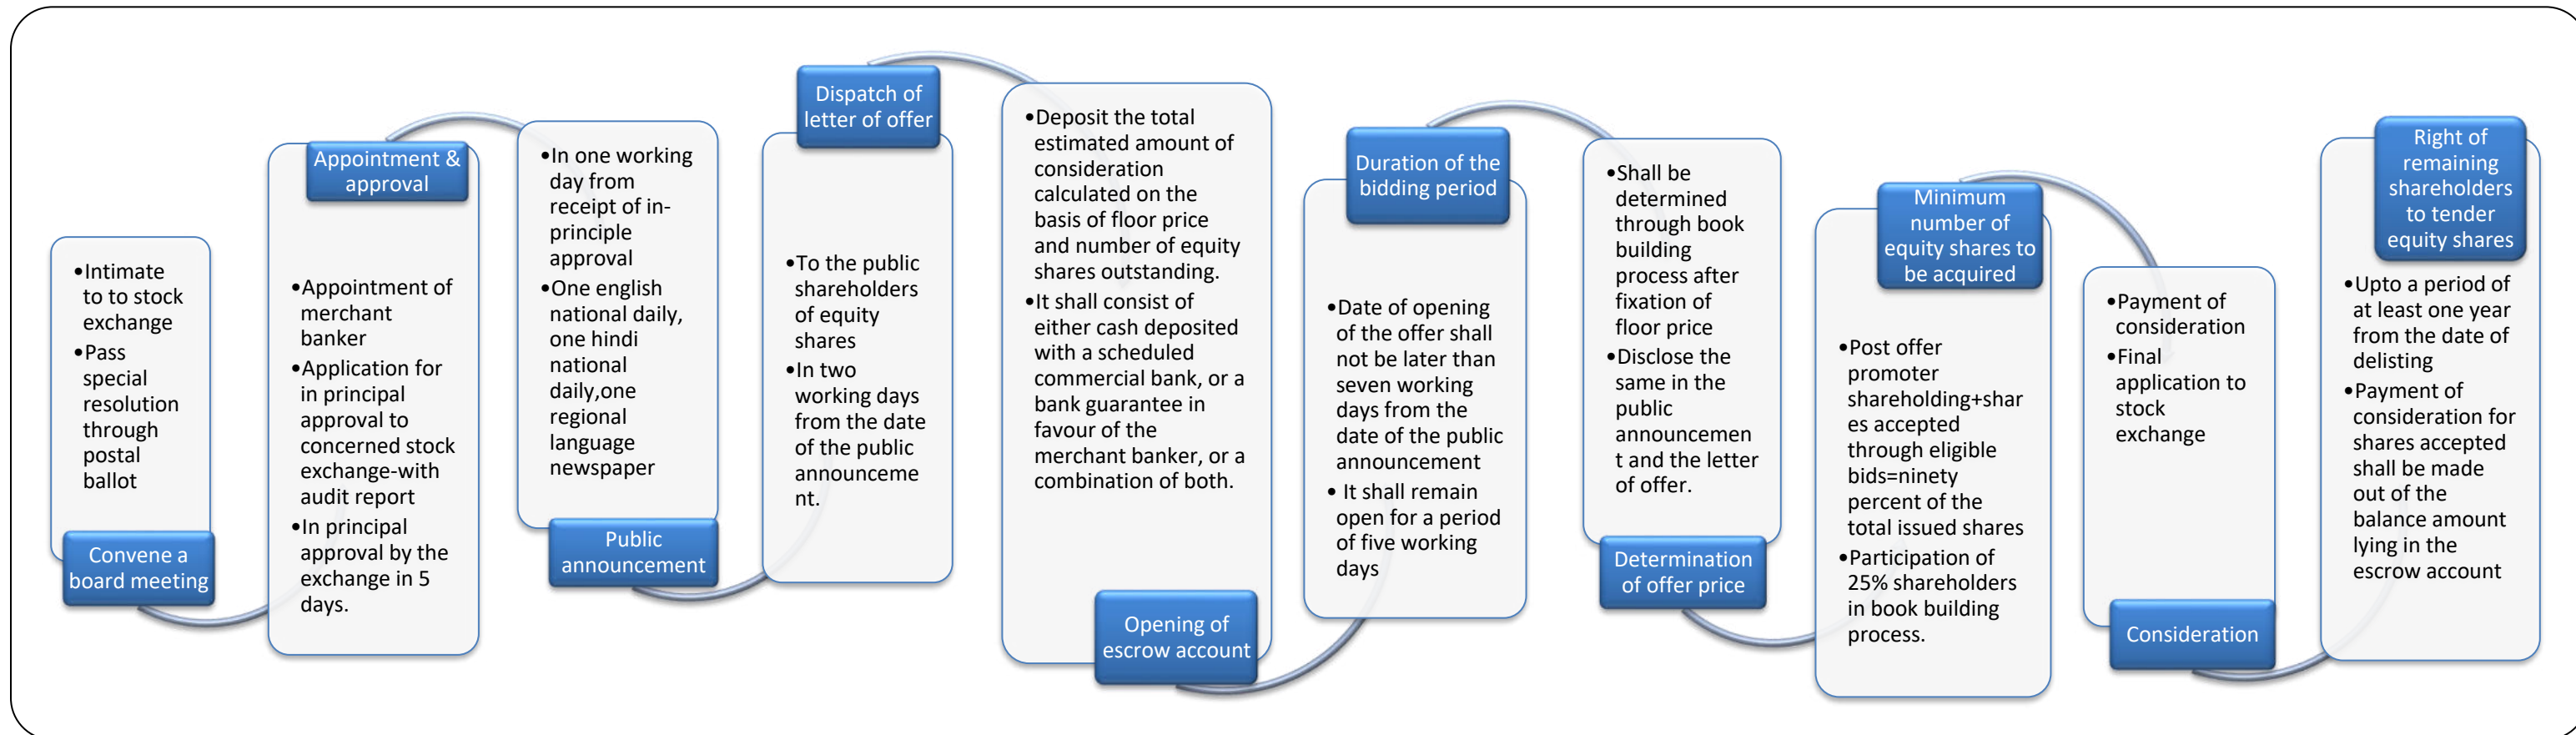 •Intimate
to to stock
exchange
•Pass
special
resolution
through
postal
ballot
Convene a
board meeting
Appointment &
approval
•Appointment of
merchant
banker
•Application for
in principal
approval to
concerned stock
exchange-with
audit report
•In principal
approval by the
exchange in 5
days.
•In one working
day from
receipt of in-
principle
approval
•One english
national daily,
one hindi
national
daily,one
regional
language
newspaper
Public
announcement
Dispatch of
letter of offer
•To the public
shareholders
of equity
shares
•In two
working days
from the date
of the public
announceme
nt.
•Deposit the total
estimated amount of
consideration
calculated on the
basis of floor price
and number of equity
shares outstanding.
•It shall consist of
either cash deposited
with a scheduled
commercial bank, or a
bank guarantee in
favour of the
merchant banker, or a
combination of both.
Opening of
escrow account
Duration of the
bidding period
•Date of opening
of the offer shall
not be later than
seven working
days from the
date of the public
announcement
• It shall remain
open for a period
of five working
days
•Shall be
determined
through book
building
process after
fixation of
floor price
•Disclose the
same in the
public
announcemen
t and the letter
of offer.
Determination
of offer price
Minimum
number of
equity shares to
be acquired
•Post offer
promoter
shareholding+shar
es accepted
through eligible
bids=ninety
percent of the
total issued shares
•Participation of
25% shareholders
in book building
process.
•Payment of
consideration
•Final
application to
stock
exchange
Consideration
Right of
remaining
shareholders
to tender
equity shares
•Upto a period of
at least one year
from the date of
delisting
•Payment of
consideration for
shares accepted
shall be made
out of the
balance amount
lying in the
escrow account